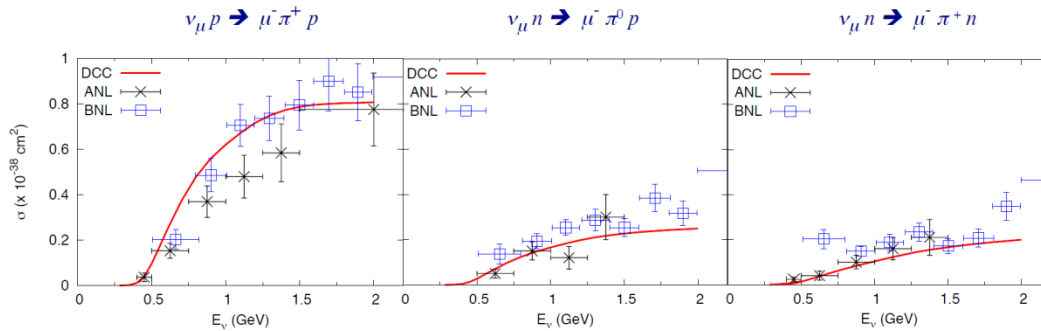 ν_μ p ➔ μ⁻ π⁺ p
ν_μ n ➔ μ⁻ π⁰ p
ν_μ n ➔ μ⁻ π⁺ n
σ (x 10⁻³⁸ cm²)
1
0.8
0.6
0.4
0.2
0
DCC
ANL
BNL
0 0.5 1 1.5 2
E_ν (GeV)
DCC
ANL
BNL
0.5 1 1.5 2
E_ν (GeV)
DCC
ANL
BNL
0.5 1 1.5 2
E_ν (GeV)